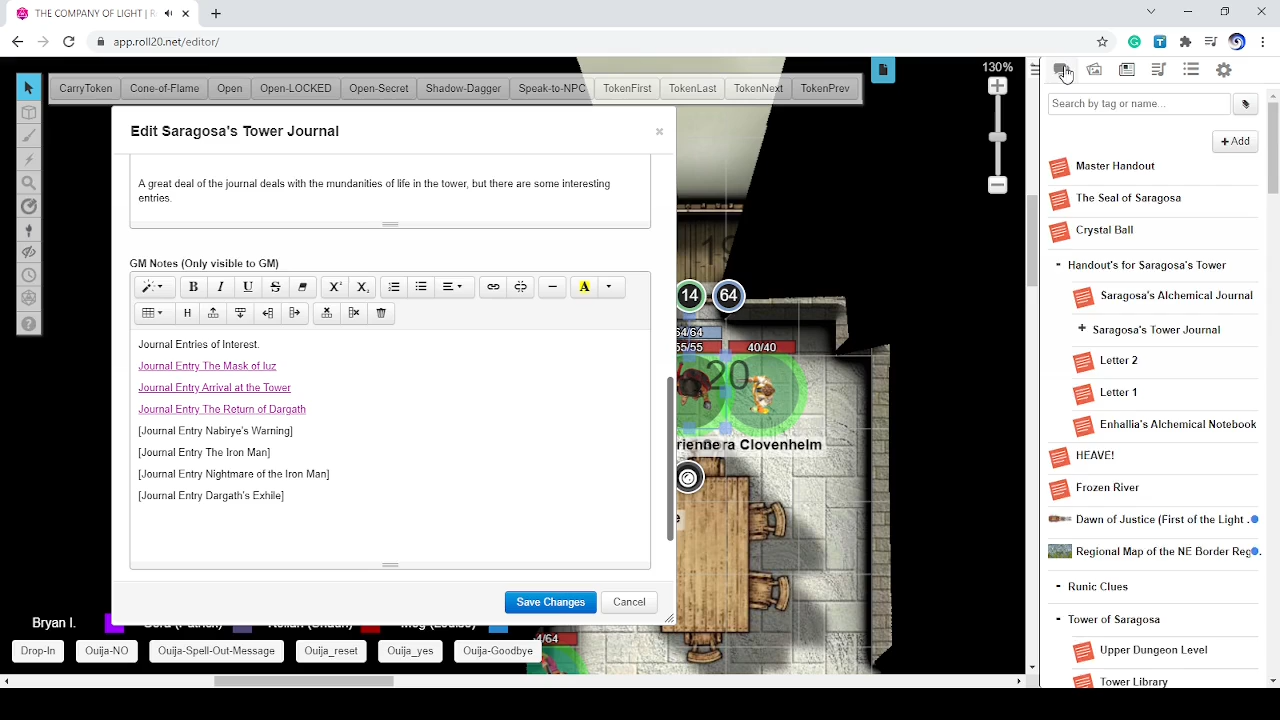 THE COMPANY OF LIGHT | R
app.roll20.net/editor/
CarryToken Cone-of-Flame Open Open-LOCKED Open-Secret Shadow-Dagger Speak-to-NPC TokenFirst TokenLast TokenNext TokenPrev
130%
Search by tag or name...
+ Add
Edit Saragosa's Tower Journal
A great deal of the journal deals with the mundanities of life in the tower, but there are some interesting
entries.
GM Notes (Only visible to GM)
B I U S X² X₂ A
H
Journal Entries of Interest.
Journal Entry The Mask of Iuz
Journal Entry Arrival at the Tower
Journal Entry The Return of Dargath
[Journal Entry Nabirye's Warning]
[Journal Entry The Iron Man]
[Journal Entry Nightmare of the Iron Man]
[Journal Entry Dargath's Exhile]
Save Changes Cancel
19
14 64
64/64
55/55 40/40
20
rienne ra Clovenhelm
e
4/64
Master Handout
The Seal of Saragosa
Crystal Ball
Handout's for Saragosa's Tower
Saragosa's Alchemical Journal
Saragosa's Tower Journal
Letter 2
Letter 1
Enhallia's Alchemical Notebook
HEAVE!
Frozen River
Dawn of Justice (First of the Light .
Regional Map of the NE Border Reg.
Runic Clues
Tower of Saragosa
Upper Dungeon Level
Tower Library
Bryan I.
Drop-In Ouija-NO Ouija_reset Ouija_yes Ouija-Goodbye